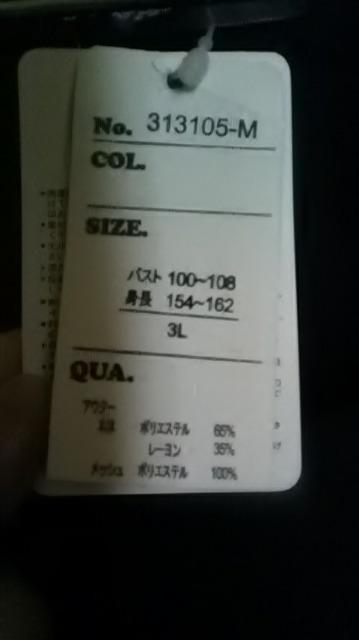 No. 313105-M
COL.
SIZE.
バスト 100~108
身長 154~162
3L
QUA.
アウター
ポリエステル 65%
レーヨン 35%
メッシュ ポリエステル 100%